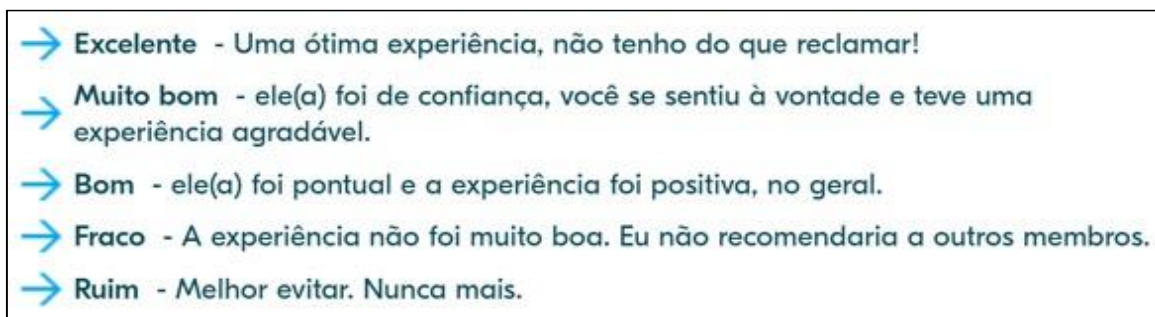 Excelente - Uma ótima experiência, não tenho do que reclamar!
Muito bom - ele(a) foi de confiança, você se sentiu à vontade e teve uma
experiência agradável.
Bom - ele(a) foi pontual e a experiência foi positiva, no geral.
Fraco - A experiência não foi muito boa. Eu não recomendaria a outros membros.
Ruim - Melhor evitar. Nunca mais.